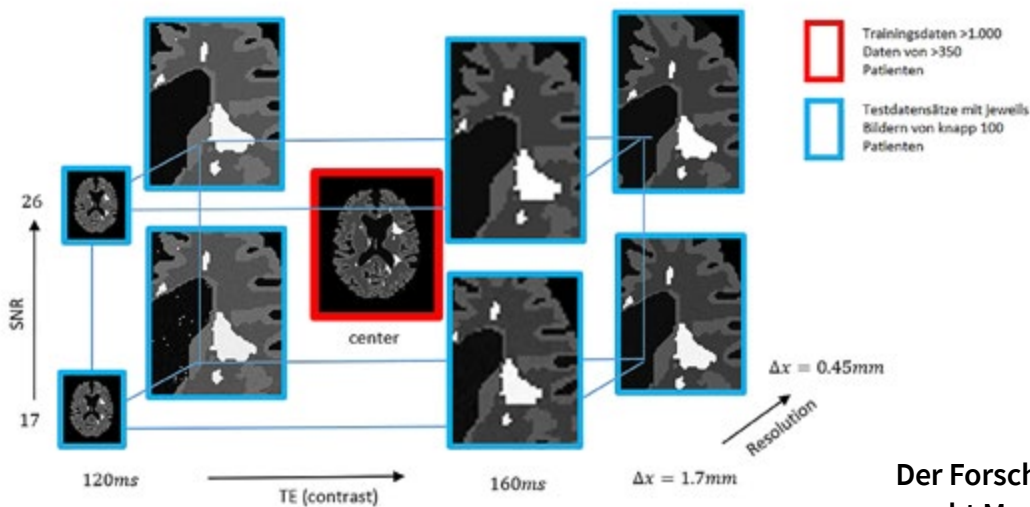 Trainingsdaten >1.000
Daten von >350
Patienten
Testdatensätze mit jeweils
Bildern von knapp 100
Patienten
26
SNR
17
center
120ms
TE (contrast)
160ms
Δx = 1.7mm
Resolution
Δx = 0.45mm
Der Forsch